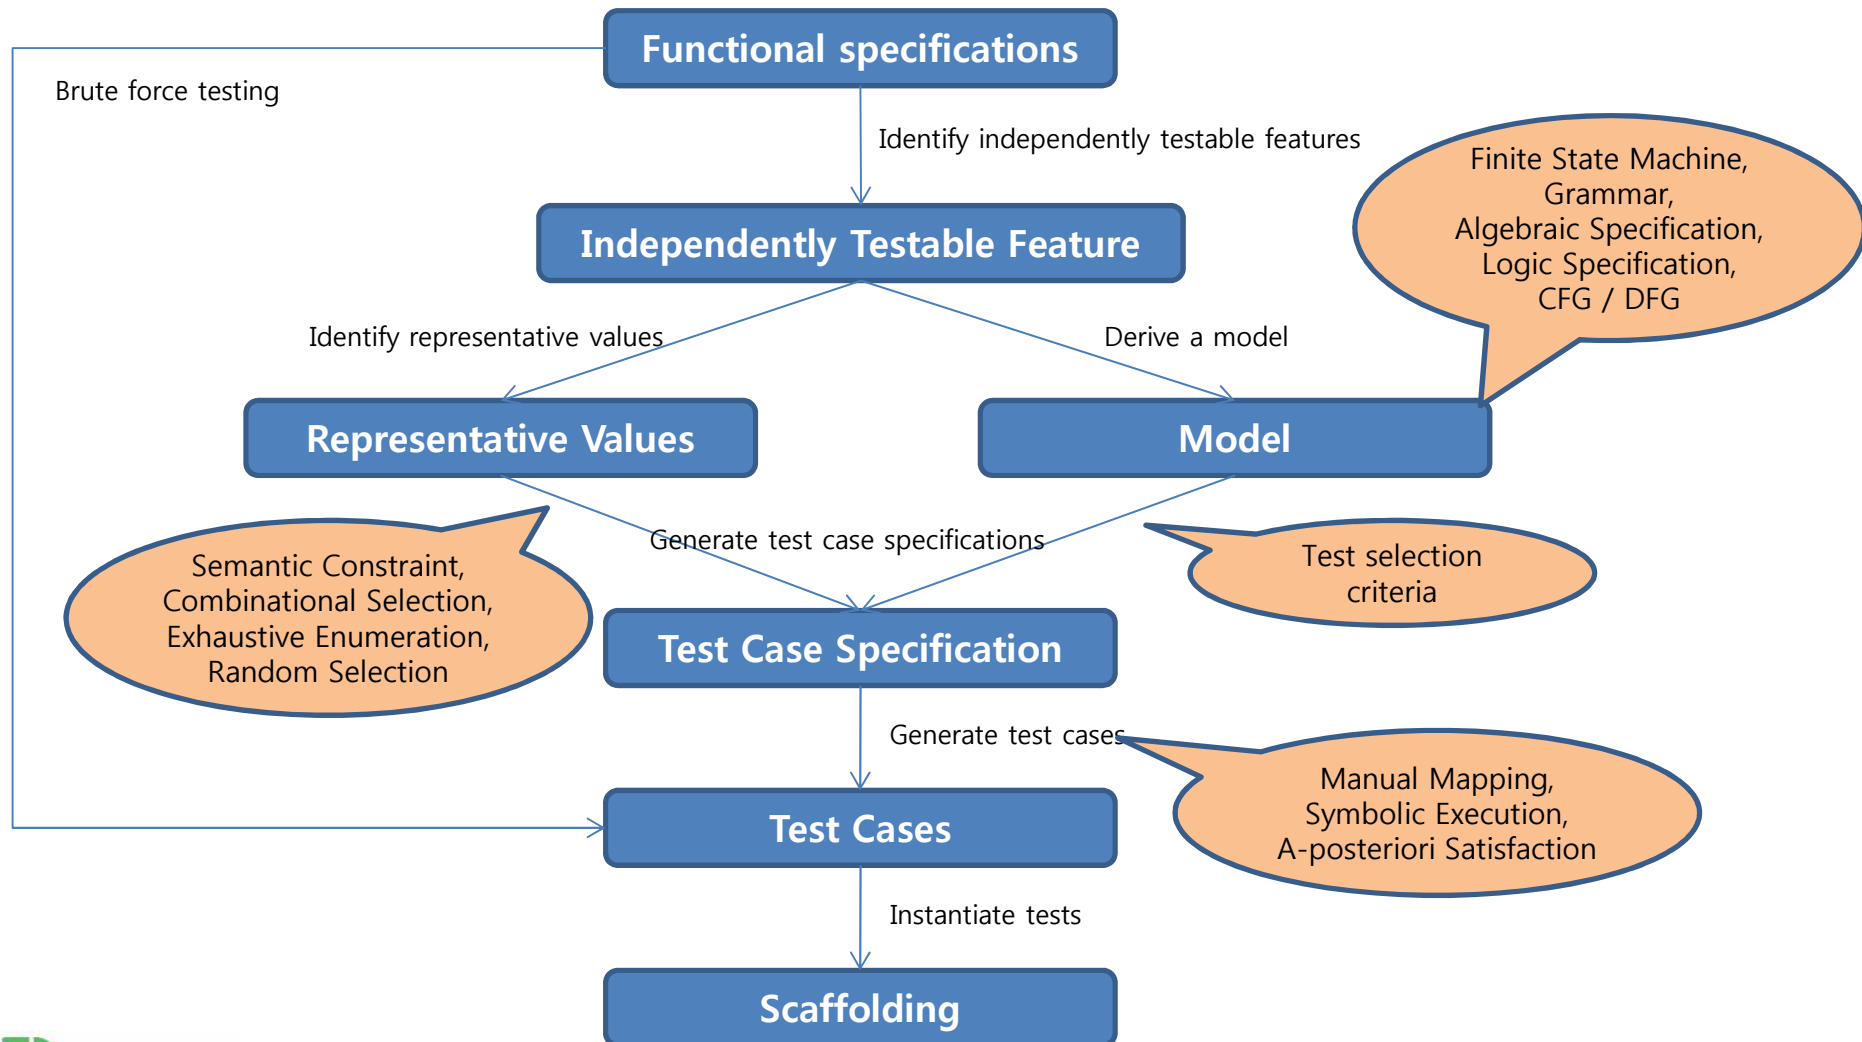 Functional specifications
Brute force testing
Identify independently testable features
Finite State Machine,
Grammar,
Algebraic Specification,
Logic Specification,
CFG / DFG
Independently Testable Feature
Identify representative values
Derive a model
Representative Values
Model
Generate test case specifications
Semantic Constraint,
Combinational Selection,
Exhaustive Enumeration,
Random Selection
Test selection
criteria
Test Case Specification
Generate test cases
Manual Mapping,
Symbolic Execution,
A-posteriori Satisfaction
Test Cases
Instantiate tests
Scaffolding